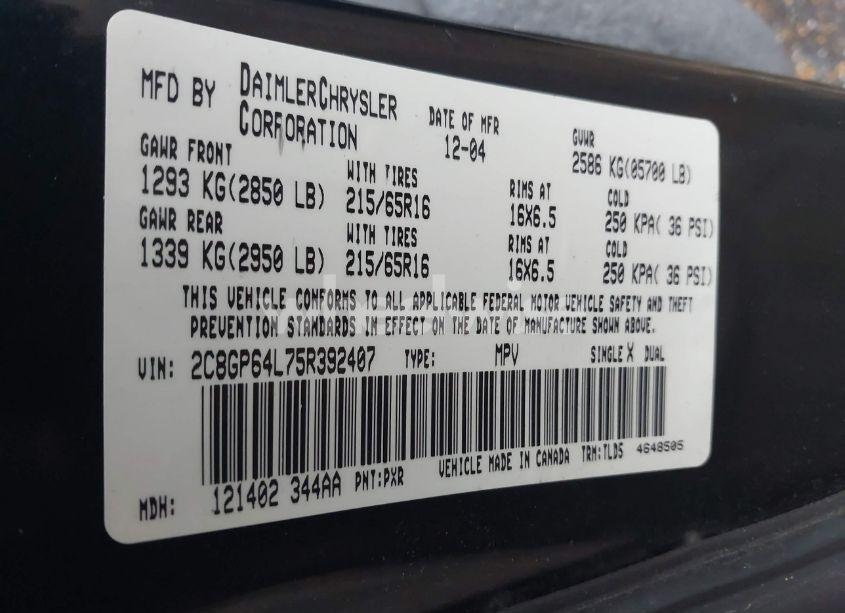 MFD BY DAIMLERCHRYSLER CORPORATION DATE OF MFR 12-04 GVWR 2586 KG(05700 LB)
GAWR FRONT WITH TIRES RIMS AT COLD
1293 KG(2850 LB) 215/65R16 16X6.5 250 KPA( 36 PSI)
GAWR REAR WITH TIRES RIMS AT COLD
1339 KG(2950 LB) 215/65R16 16X6.5 250 KPA( 36 PSI)
THIS VEHICLE CONFORMS TO ALL APPLICABLE FEDERAL MOTOR VEHICLE SAFETY AND THEFT
PREVENTION STANDARDS IN EFFECT ON THE DATE OF MANUFACTURE SHOWN ABOVE.
VIN: 2C8GP64L75R392407 TYPE: MPV SINGLE X DUAL
MDH: 121402 344AA PNT:PXR VEHICLE MADE IN CANADA TRM:TLD5 4648505